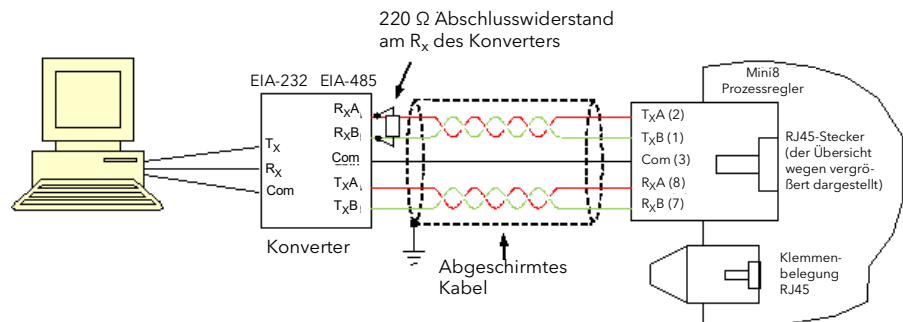 220 Ω Abschlusswiderstand
am RX des Konverters
EIA-232 EIA-485
TX
RX
Com
RXA
RXB
Com
TXA
TXB
Konverter
Abgeschirmtes
Kabel
Mini8
Prozessregler
TXA (2)
TXB (1)
Com (3)
RXA (8)
RXB (7)
RJ45-Stecker
(der Übersicht
wegen vergrö-
ßert dargestellt)
Klemmen-
belegung
RJ45